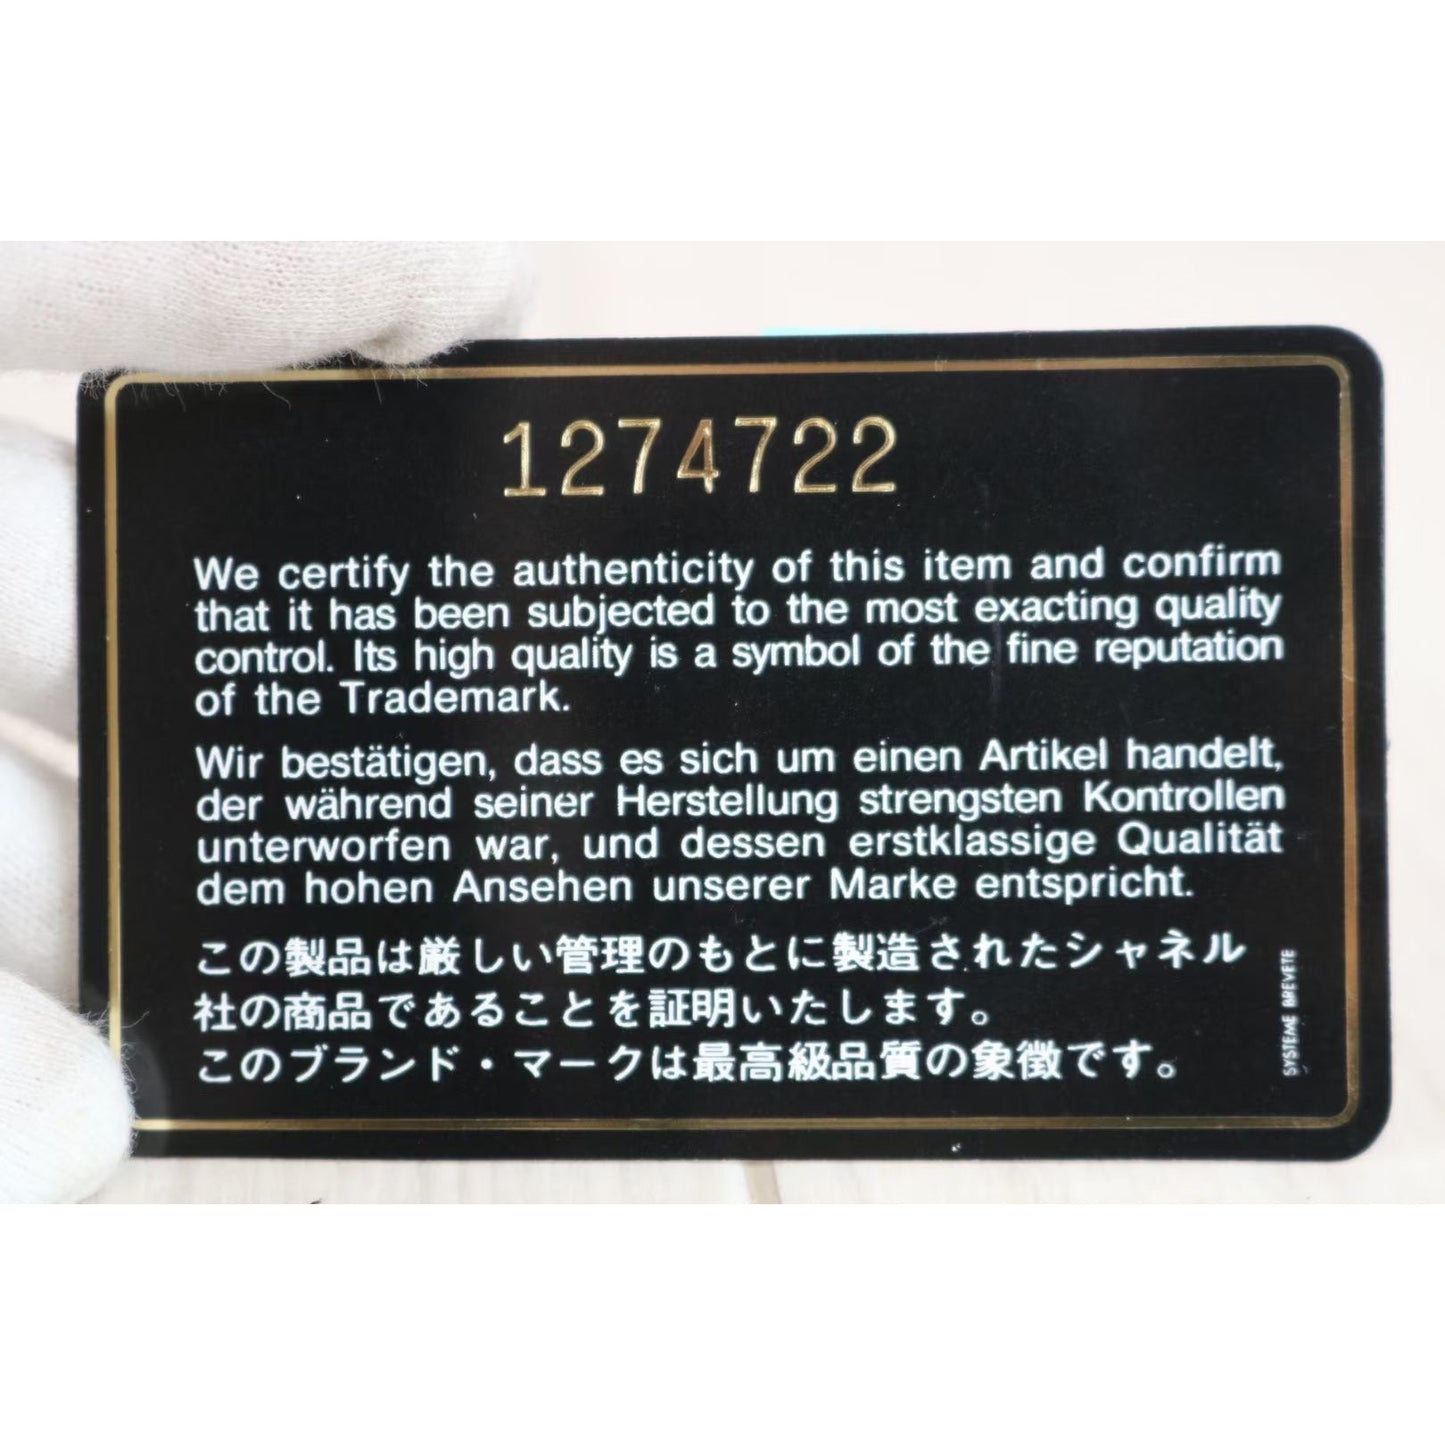 1274722
We certify the authenticity of this item and confirm
that it has been subjected to the most exacting quality
control. Its high quality is a symbol of the fine reputation
of the Trademark.
Wir bestätigen, dass es sich um einen Artikel handelt,
der während seiner Herstellung strengsten Kontrollen
unterworfen war, und dessen erstklassige Qualität
dem hohen Ansehen unserer Marke entspricht.
この製品は厳しい管理のもとに製造されたシャネル
社の商品であることを証明いたします。
このブランド・マークは最高級品質の象徴です。
SYSTEME BREVETE